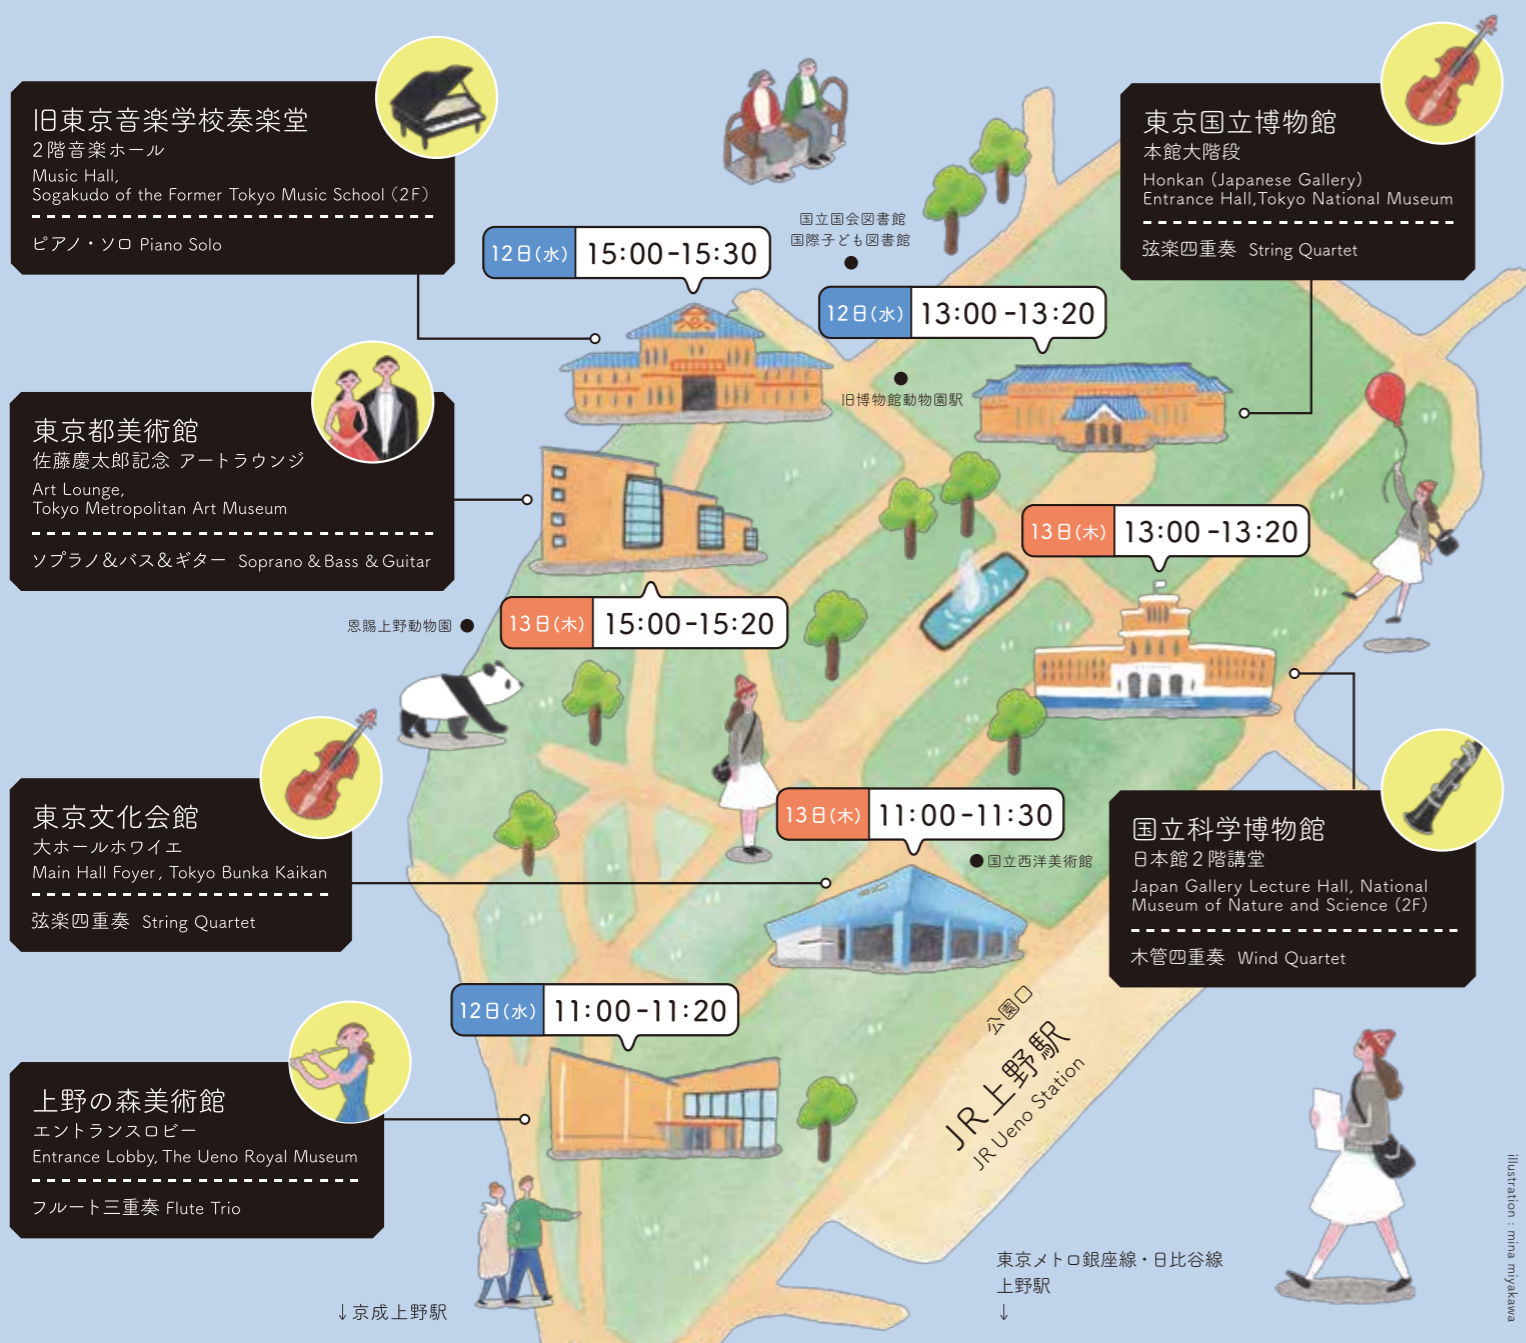 旧東京音楽学校奏楽堂
2階音楽ホール
Music Hall,
Sogakudo of the Former Tokyo Music School (2F)
ピアノ・ソロ Piano Solo
12日(水) 15:00-15:30
国立国会図書館
国際子ども図書館
東京国立博物館
本館大階段
Honkan (Japanese Gallery)
Entrance Hall,Tokyo National Museum
弦楽四重奏 String Quartet
12日(水) 13:00-13:20
旧博物館動物園駅
東京都美術館
佐藤慶太郎記念 アートラウンジ
Art Lounge,
Tokyo Metropolitan Art Museum
ソプラノ&バス&ギター Soprano & Bass & Guitar
13日(木) 15:00-15:20
恩賜上野動物園
13日(木) 13:00-13:20
東京文化会館
大ホールホワイエ
Main Hall Foyer, Tokyo Bunka Kaikan
弦楽四重奏 String Quartet
13日(木) 11:00-11:30
国立西洋美術館
国立科学博物館
日本館2階講堂
Japan Gallery Lecture Hall, National
Museum of Nature and Science (2F)
木管四重奏 Wind Quartet
12日(水) 11:00-11:20
上野の森美術館
エントランスロビー
Entrance Lobby, The Ueno Royal Museum
フルート三重奏 Flute Trio
公園口
JR上野駅
JR Ueno Station
東京メトロ銀座線・日比谷線
上野駅
↓
↓京成上野駅
illustration : mina miyakawa